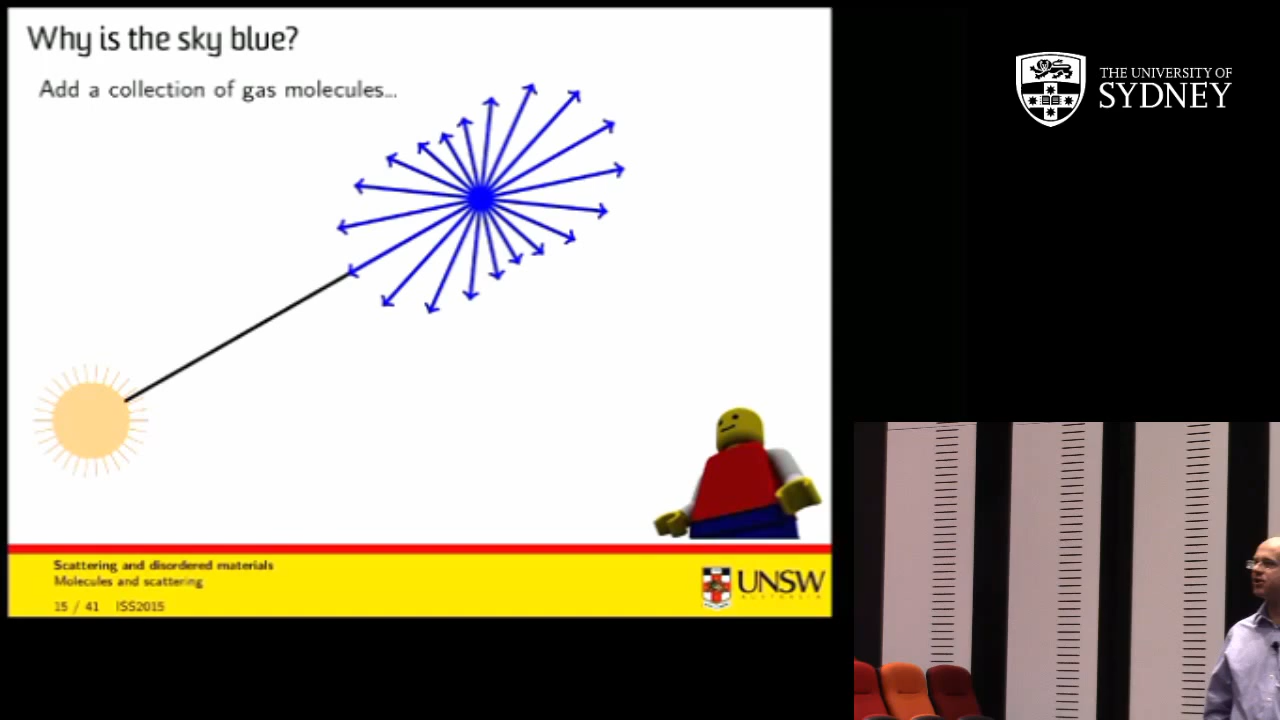 Why is the sky blue?
Add a collection of gas molecules...
Scattering and disordered materials
Molecules and scattering
15 / 41 ISS2015
UNSW
AUSTRALIA
THE UNIVERSITY OF
SYDNEY